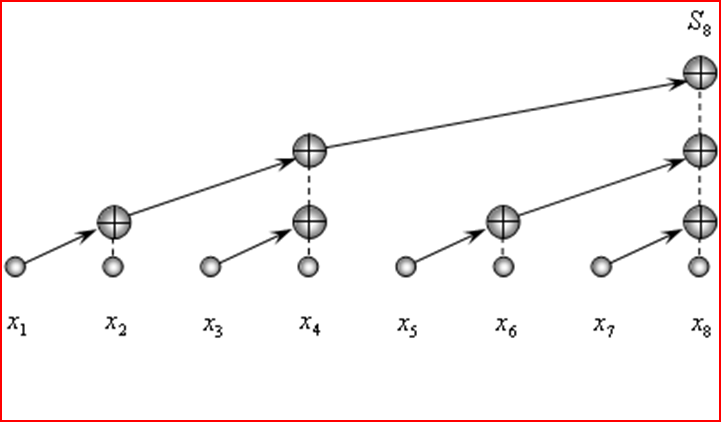 S₈
x₁ x₂ x₃ x₄ x₅ x₆ x₇ x₈